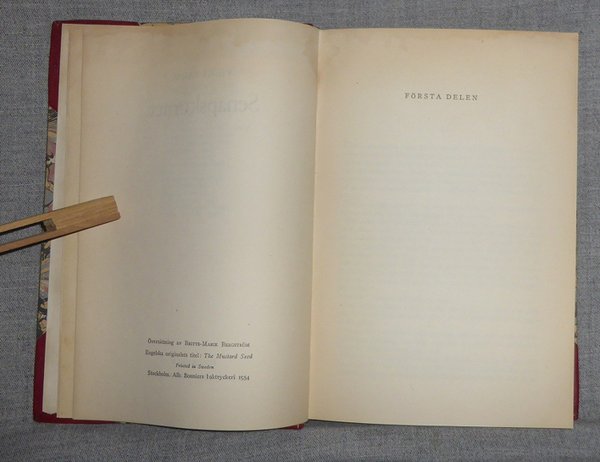 Översättning av Britta-Marie Bergström
Engelska originalets titel: The Mustard Seed
Printed in Sweden
Stockholm. Alb. Bonniers boktryckeri 1954
FÖRSTA DELEN